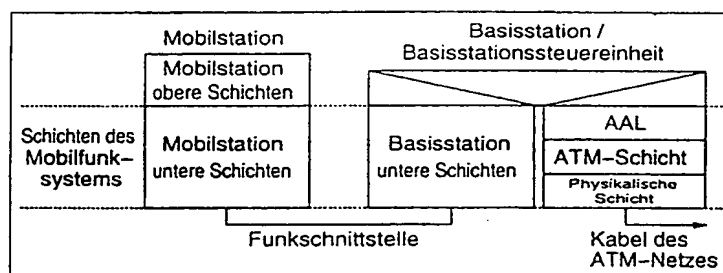 Mobilstation
Basisstation /
Basisstationssteuereinheit
Mobilstation
obere Schichten
Schichten des
Mobilfunk-
systems
Mobilstation
untere Schichten
Basisstation
untere Schichten
AAL
ATM-Schicht
Physikalische
Schicht
Funkschnittstelle
Kabel des
ATM-Netzes